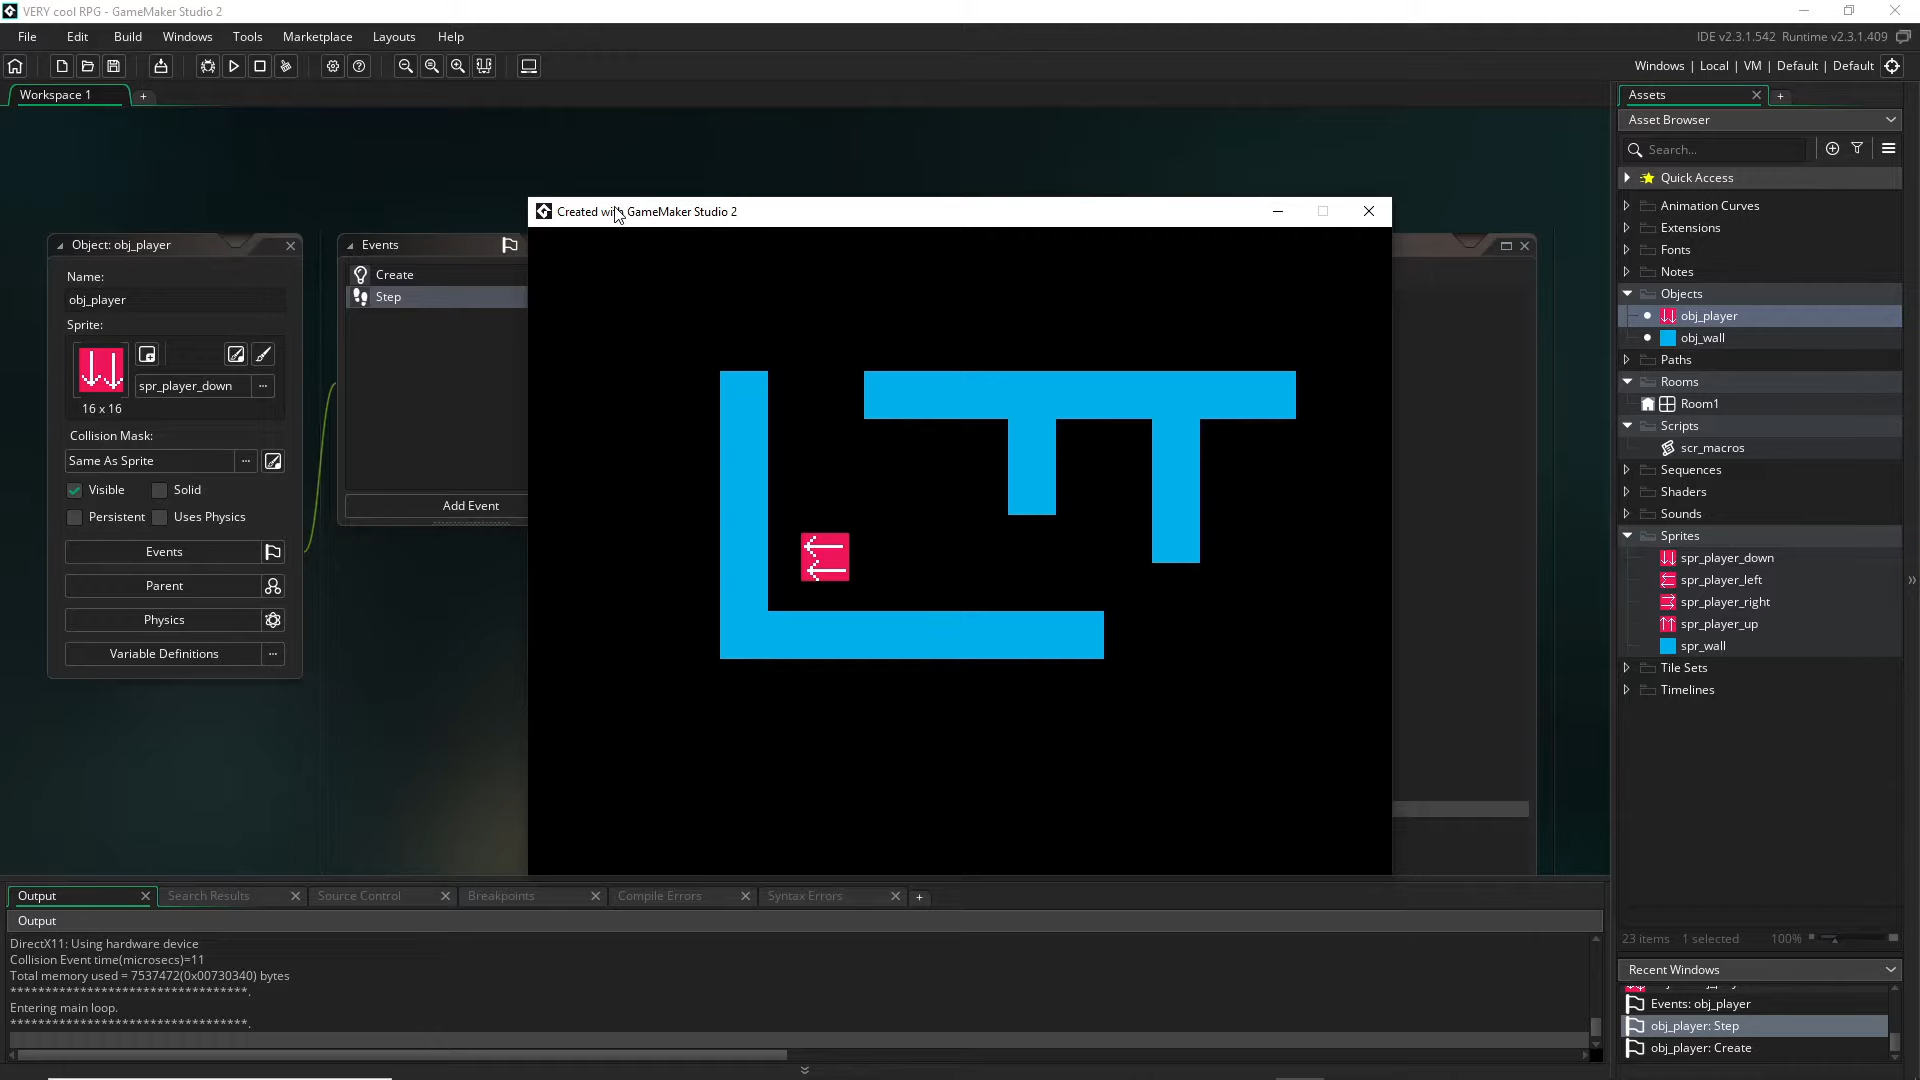 VERY cool RPG - GameMaker Studio 2
File Edit Build Windows Tools Marketplace Layouts Help
IDE v2.3.1.542 Runtime v2.3.1.409
Windows | Local | VM | Default | Default
Workspace 1
Object: obj_player
Name:
obj_player
Sprite:
spr_player_down
16 x 16
Collision Mask:
Same As Sprite
Visible Solid
Persistent Uses Physics
Events
Parent
Physics
Variable Definitions
Events
Create
Step
Add Event
Created with GameMaker Studio 2
Assets
Asset Browser
Search...
Quick Access
Animation Curves
Extensions
Fonts
Notes
Objects
obj_player
obj_wall
Paths
Rooms
Room1
Scripts
scr_macros
Sequences
Shaders
Sounds
Sprites
spr_player_down
spr_player_left
spr_player_right
spr_player_up
spr_wall
Tile Sets
Timelines
23 items 1 selected 100%
Recent Windows
Events: obj_player
obj_player: Step
obj_player: Create
Output Search Results Source Control Breakpoints Compile Errors Syntax Errors
Output
DirectX11: Using hardware device
Collision Event time(microsecs)=11
Total memory used = 7537472(0x00730340) bytes
**********************************.
Entering main loop.
**********************************.